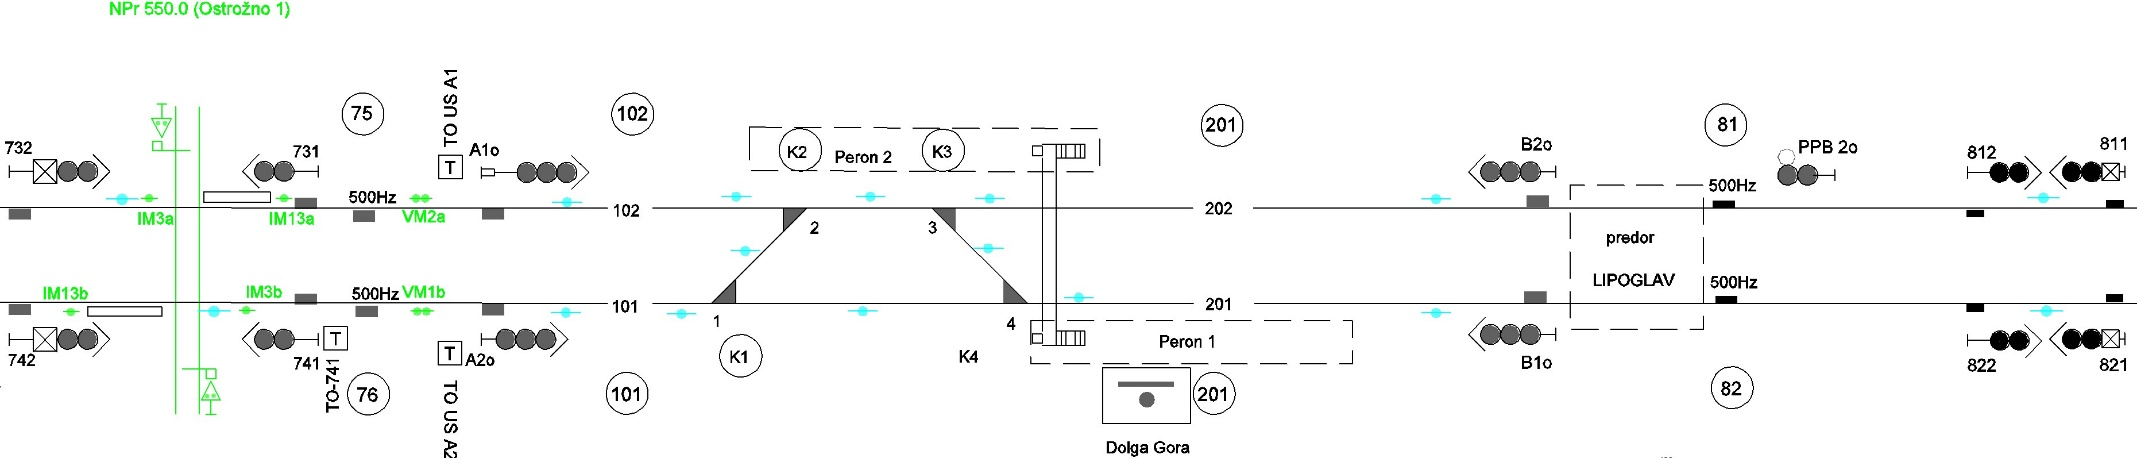 NPr 550.0 (Ostrožno 1)
TO US A1
75
102
201
81
732
731
A1o
K2
Peron 2
K3
B2o
PPB 2o
812
811
T
500Hz
500Hz
IM3a
IM13a
VM2a
102
202
2
3
predor
LIPOGLAV
IM13b
IM3b
500Hz
VM1b
500Hz
101
201
1
4
742
741
T
T
A2o
K1
K4
Peron 1
B1o
822
821
TO-741
76
TO US A2
101
201
82
Dolga Gora